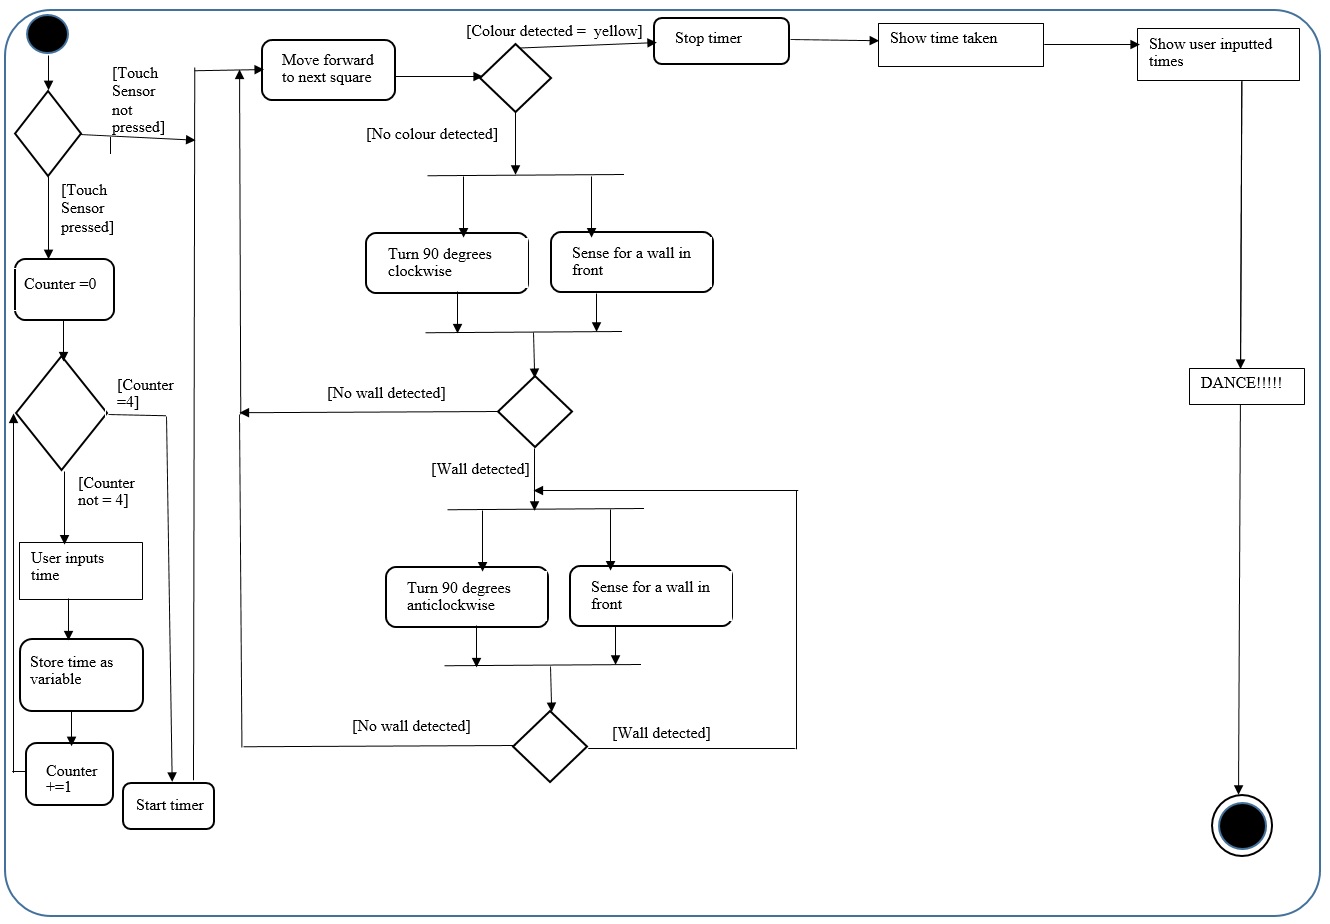 [Touch
Sensor
not
pressed]
[Touch
Sensor
pressed]
Counter =0
[Counter
=4]
[Counter
not = 4]
User inputs
time
Store time as
variable
Counter
+=1
Start timer
Move forward
to next square
[Colour detected =  yellow]
Stop timer
Show time taken
Show user inputted
times
[No colour detected]
Turn 90 degrees
clockwise
Sense for a wall in
front
[No wall detected]
[Wall detected]
Turn 90 degrees
anticlockwise
Sense for a wall in
front
[No wall detected]
[Wall detected]
DANCE!!!!!